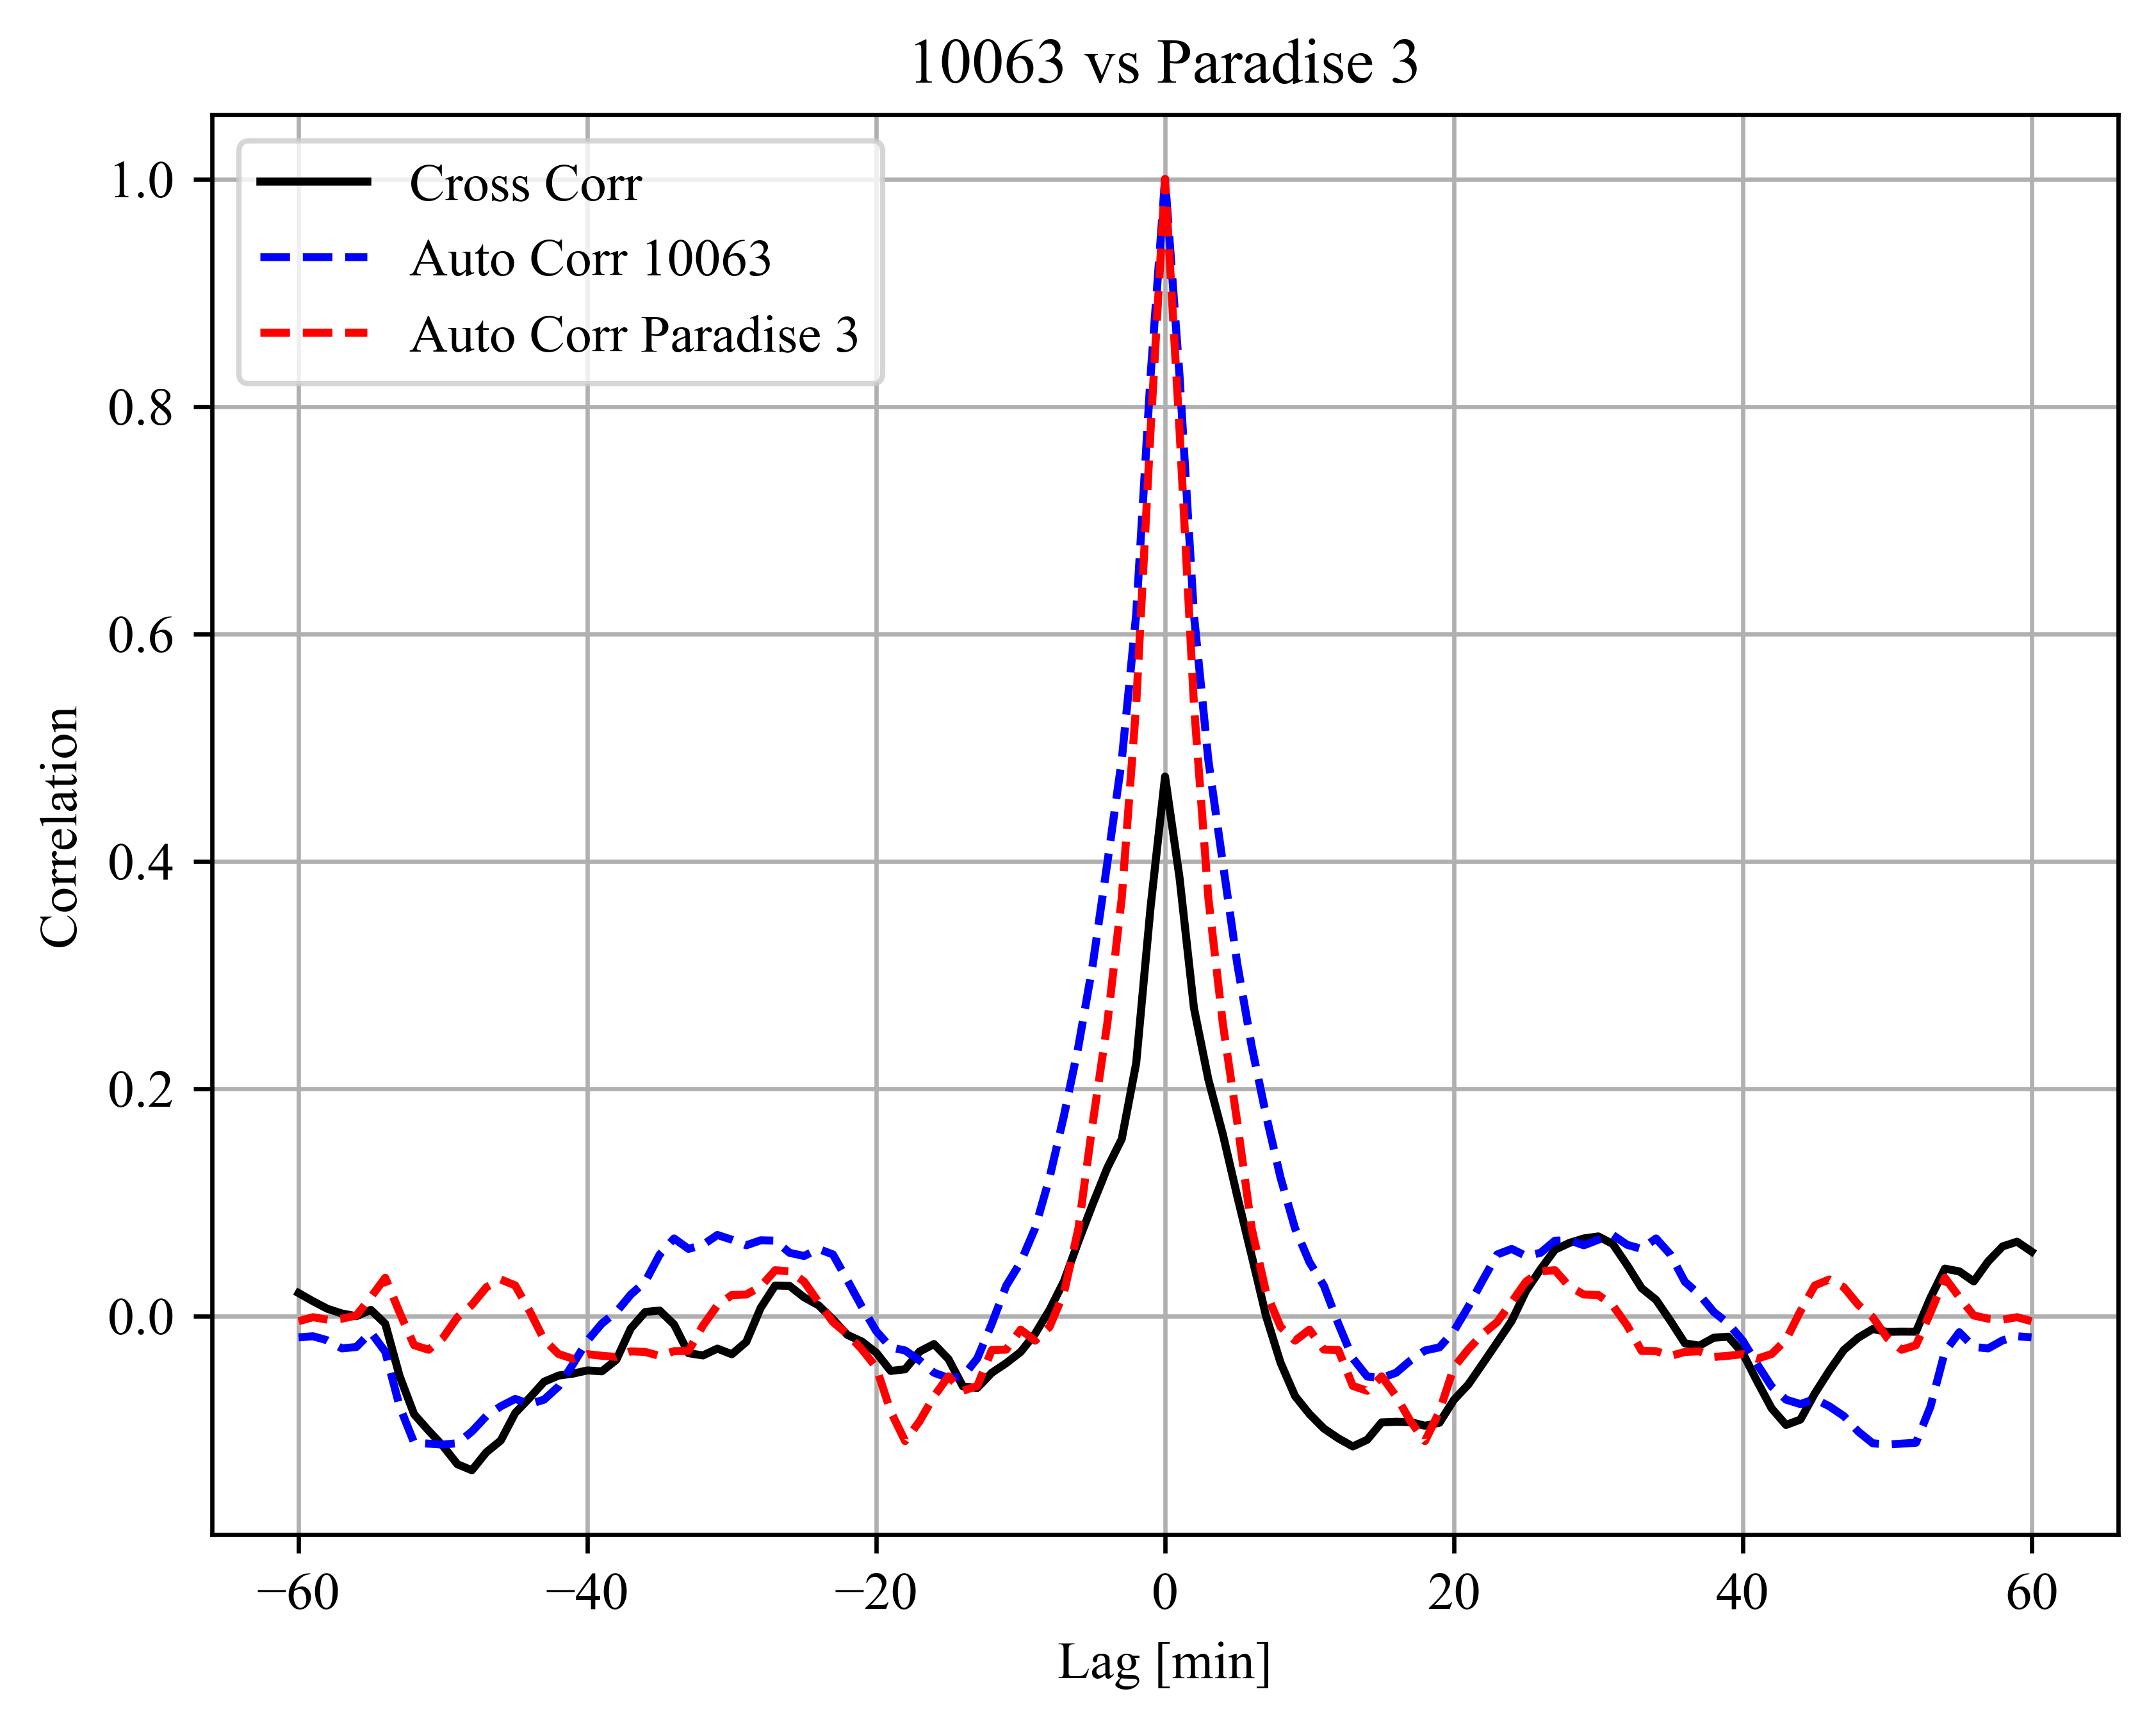 10063 vs Paradise 3
Cross Corr
Auto Corr 10063
Auto Corr Paradise 3
1.0
0.8
0.6
0.4
0.2
0.0
Correlation
−60 −40 −20 0 20 40 60
Lag [min]